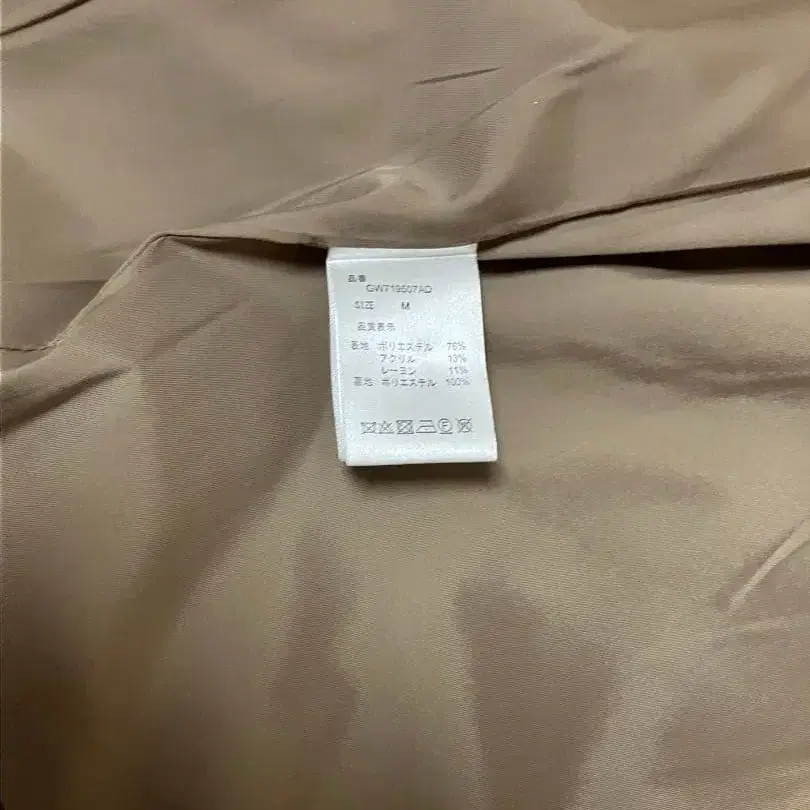 品番
GW719507AD
SIZE M
品質表示
表地 ポリエステル 76%
アクリル 13%
レーヨン 11%
裏地 ポリエステル 100%